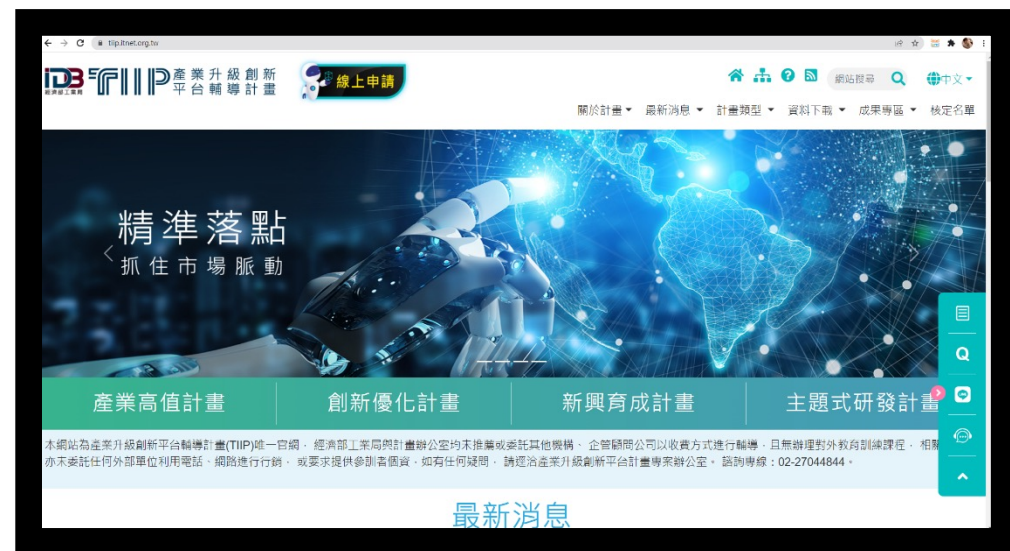 tiip.itnet.org.tw
iDB TIIP 產業升級創新
經濟部工業局 平台輔導計畫
線上申請
網站搜尋
中文
關於計畫 最新消息 計畫類型 資料下載 成果專區 核定名單
精準落點
抓住市場脈動
產業高值計畫 創新優化計畫 新興育成計畫 主題式研發計畫
本網站為產業升級創新平台輔導計畫(TIIP)唯一官網, 經濟部工業局與計畫辦公室均未推薦或委託其他機構、 企管顧問公司以收費方式進行輔導,且無辦理對外教育訓練課程, 相關
亦未委託任何外部單位利用電話、網路進行行銷, 或要求提供參訓者個資,如有任何疑問, 請逕洽產業升級創新平台計畫專案辦公室。 諮詢專線:02-27044844。
最新消息